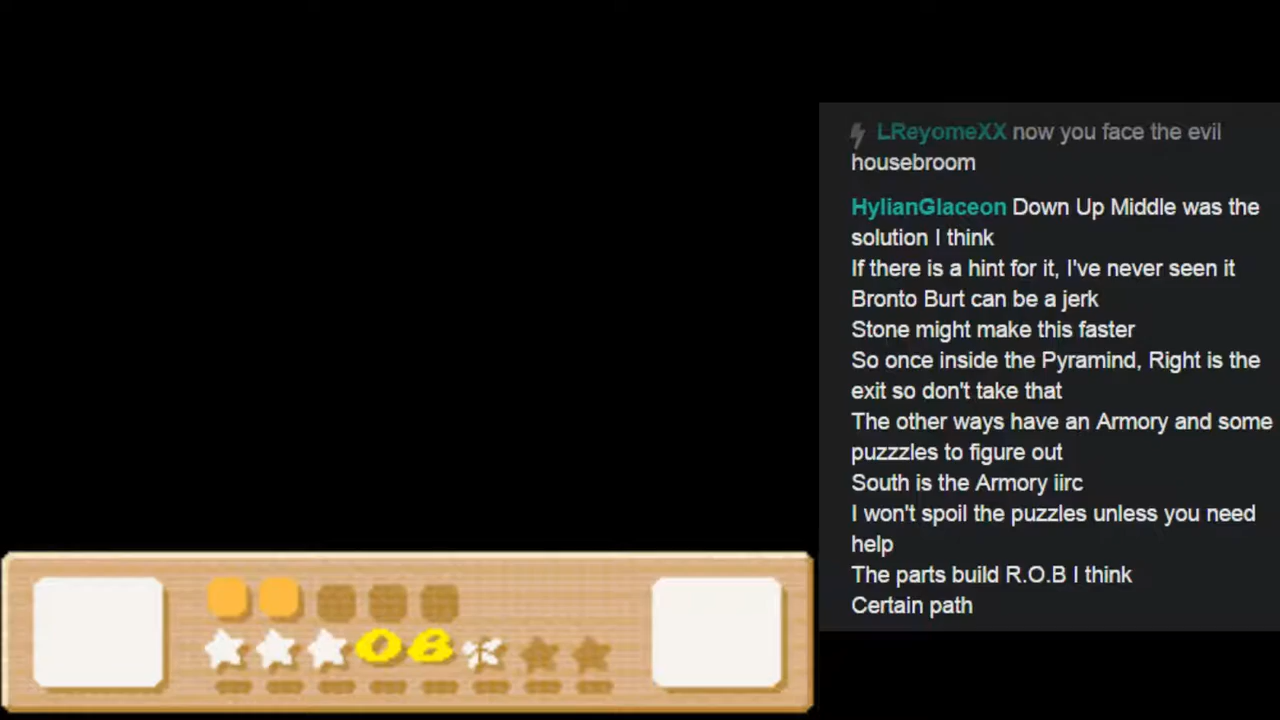 LReyomeXX now you face the evil
housebroom
HylianGlaceon Down Up Middle was the
solution I think
If there is a hint for it, I've never seen it
Bronto Burt can be a jerk
Stone might make this faster
So once inside the Pyramind, Right is the
exit so don't take that
The other ways have an Armory and some
puzzzles to figure out
South is the Armory iirc
I won't spoil the puzzles unless you need
help
The parts build R.O.B I think
Certain path
OB